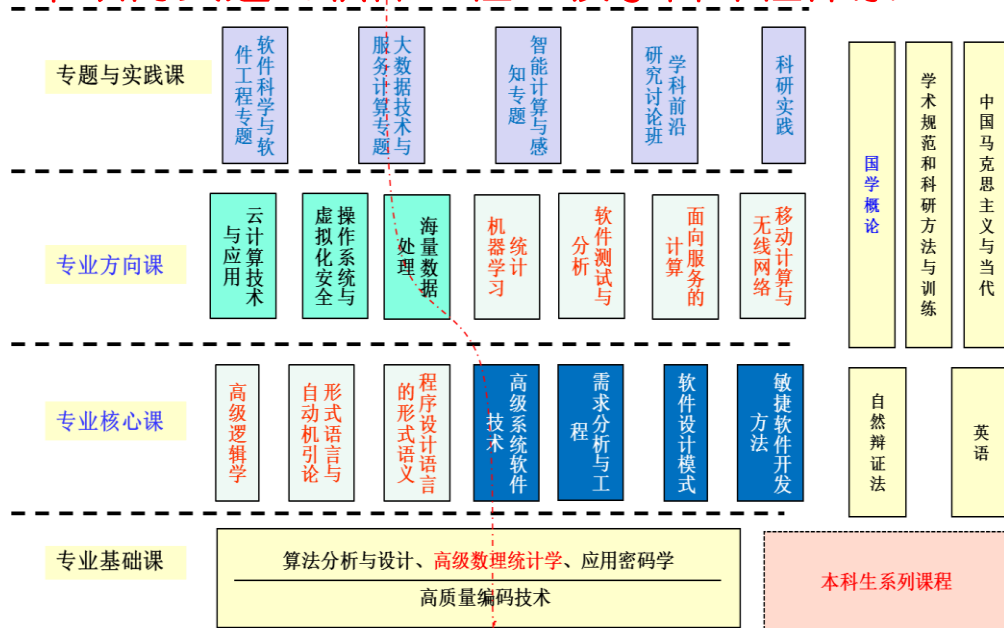 专题与实践课
软件科学与软
件工程专题
大数据技术与
服务计算专题
智能计算与感
知专题
学科前沿
研究讨论班
科研实践
专业方向课
云计算技术
与应用
操作系统与
虚拟化安全
海量数据
处理
统计
机器学习
软件测试与
分析
面向服务的
计算
移动计算与
无线网络
国学概论
学术规范和科研方法与训练
中国马克思主义与当代
专业核心课
高级逻辑学
形式语言与
自动机引论
程序设计语言
的形式语义
高级系统软件
技术
需求分析与工
程
软件设计模式
敏捷软件开发
方法
自然辩证法
英语
专业基础课
算法分析与设计、高级数理统计学、应用密码学
高质量编码技术
本科生系列课程